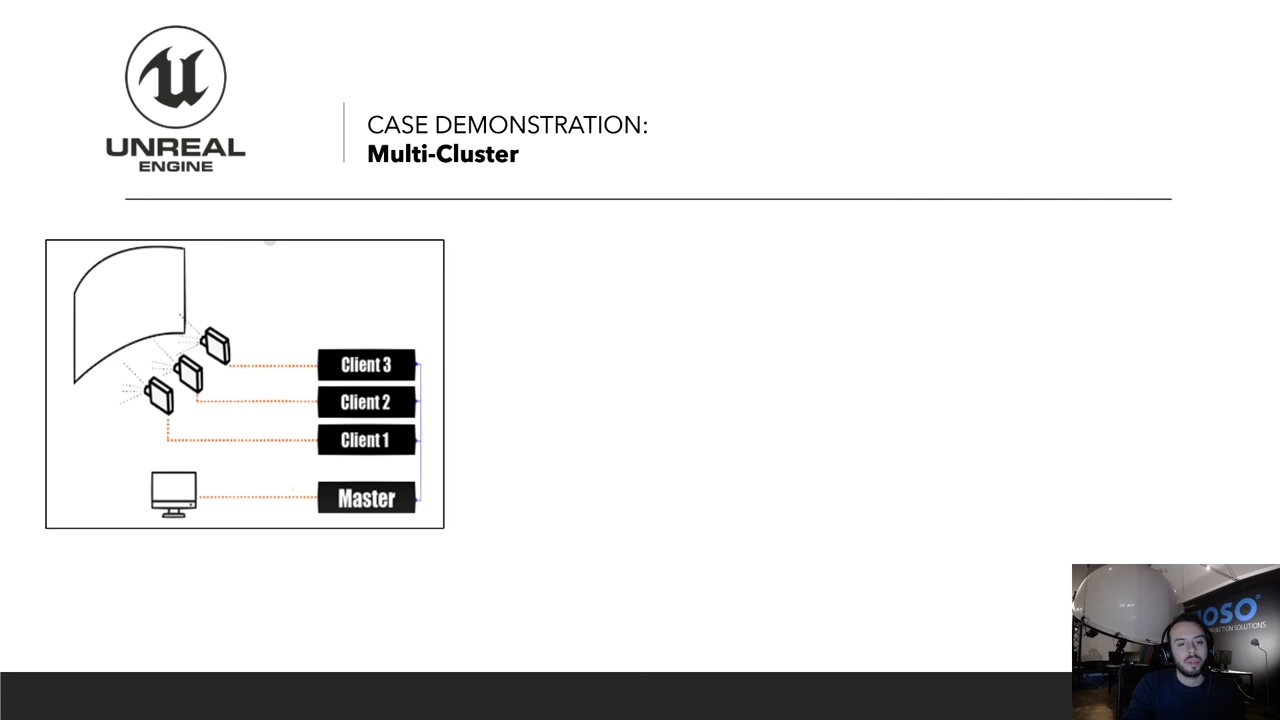 UNREAL
ENGINE
CASE DEMONSTRATION:
Multi-Cluster
Client 3
Client 2
Client 1
Master